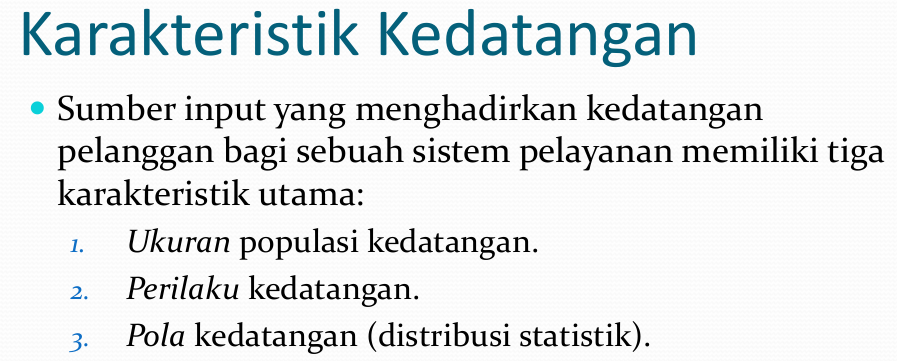 Karakteristik Kedatangan
• Sumber input yang menghadirkan kedatangan
pelanggan bagi sebuah sistem pelayanan memiliki tiga
karakteristik utama:
1. Ukuran populasi kedatangan.
2. Perilaku kedatangan.
3. Pola kedatangan (distribusi statistik).